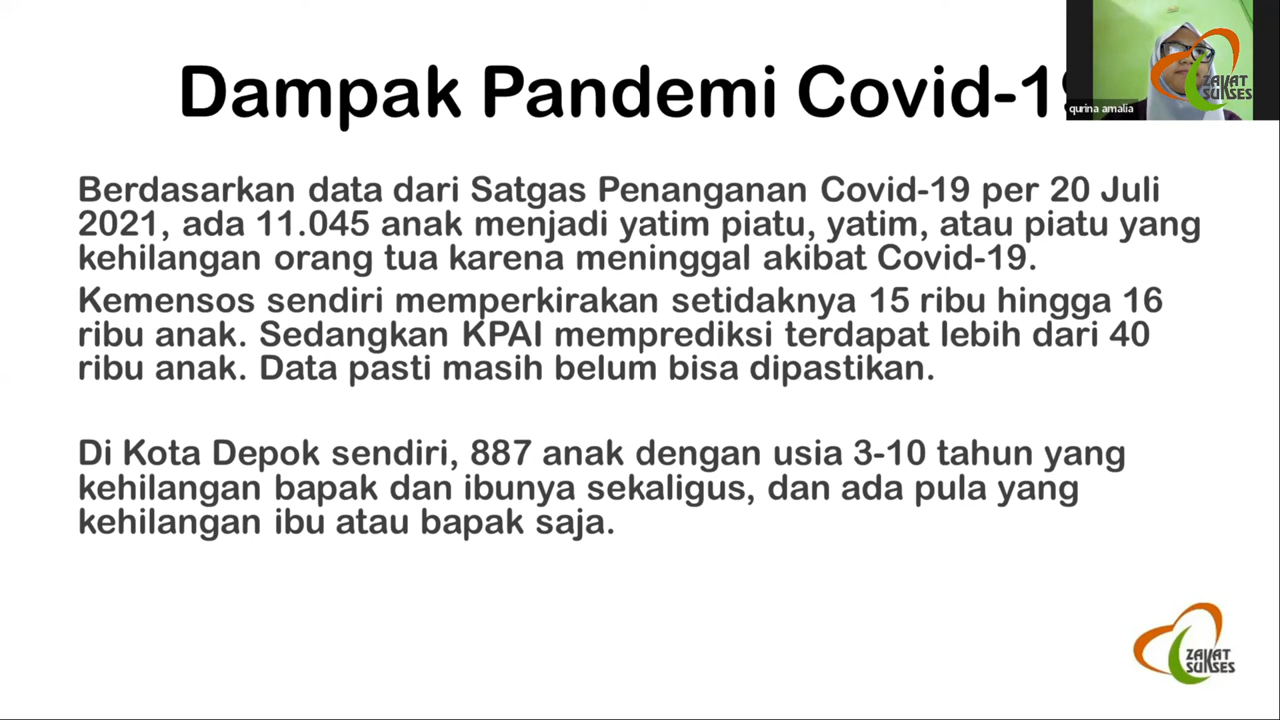 Dampak Pandemi Covid-19
qurina amalia
ZAKAT
SUKSES
Berdasarkan data dari Satgas Penanganan Covid-19 per 20 Juli
2021, ada 11.045 anak menjadi yatim piatu, yatim, atau piatu yang
kehilangan orang tua karena meninggal akibat Covid-19.
Kemensos sendiri memperkirakan setidaknya 15 ribu hingga 16
ribu anak. Sedangkan KPAI memprediksi terdapat lebih dari 40
ribu anak. Data pasti masih belum bisa dipastikan.
Di Kota Depok sendiri, 887 anak dengan usia 3-10 tahun yang
kehilangan bapak dan ibunya sekaligus, dan ada pula yang
kehilangan ibu atau bapak saja.
ZAKAT
SUKSES